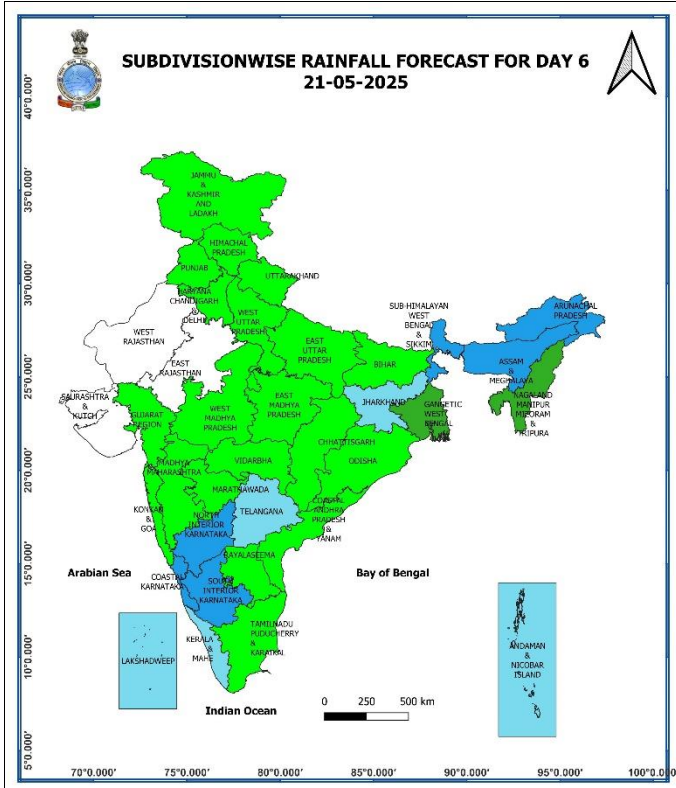 SUBDIVISIONWISE RAINFALL FORECAST FOR DAY 6
21-05-2025
40°0.000'
35°0.000'
30°0.000'
25°0.000'
20°0.000'
15°0.000'
10°0.000'
5°0.000'
JAMMU
&
KASHMIR
AND
LADAKH
HIMACHAL
PRADESH
PUNJAB
UTTARAKHAND
HARYANA
CHANDIGARH
&
DELHI
WEST
UTTAR
PRADESH
WEST
RAJASTHAN
EAST
RAJASTHAN
EAST
UTTAR
PRADESH
BIHAR
SUB-HIMALAYAN
WEST
BENGAL
&
SIKKIM
ARUNACHAL
PRADESH
ASSAM
&
MEGHALAYA
NAGALAND
MANIPUR
MIZORAM
&
TRIPURA
SAURASHTRA
&
KUTCH
GUJARAT
REGION
WEST
MADHYA
PRADESH
EAST
MADHYA
PRADESH
JHARKHAND
GANGETIC
WEST
BENGAL
CHHATTISGARH
ODISHA
MADHYA
MAHARASHTRA
VIDARBHA
MARATHAWADA
KONKAN
&
GOA
NORTH
INTERIOR
KARNATAKA
TELANGANA
COASTAL
ANDHRA
PRADESH
&
YANAM
RAYALASEEMA
Arabian Sea
Bay of Bengal
COASTAL
KARNATAKA
SOUTH
INTERIOR
KARNATAKA
TAMILNADU
PUDUCHERRY
&
KARAIKAL
KERALA
&
MAHE
LAKSHADWEEP
ANDAMAN
&
NICOBAR
ISLAND
Indian Ocean
0 250 500 km
70°0.000' 75°0.000' 80°0.000' 85°0.000' 90°0.000' 95°0.000' 100°0.000'